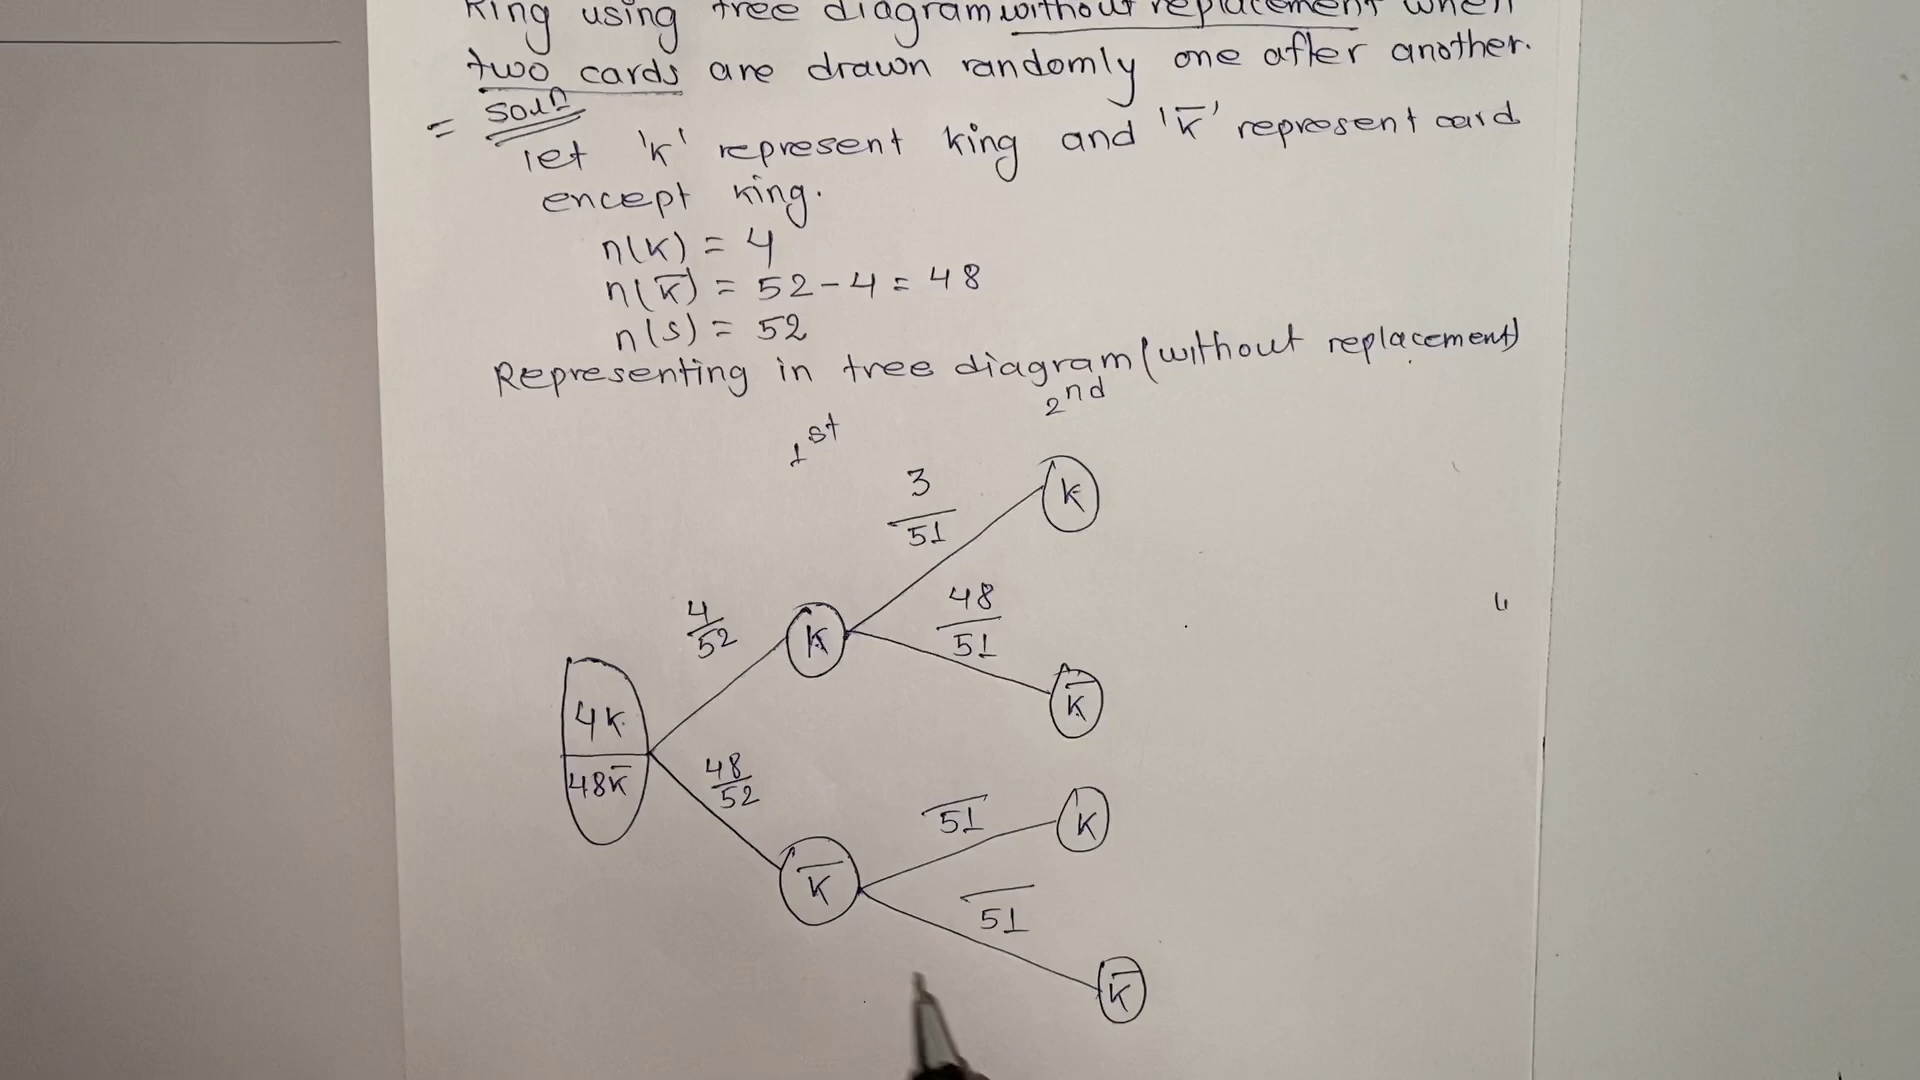 King using tree diagram without replacement when
two cards are drawn randomly one after another.
= Soln
let 'K' represent king and 'K̅' represent card
encept king.
n(K) = 4
n(K̅) = 52-4 = 48
n(S) = 52
Representing in tree diagram (without replacement)
1st 2nd
3/51 K
48/51
4/52 K
K̅
4K
48K̅
48/52
/51 K
K̅
/51
K̅